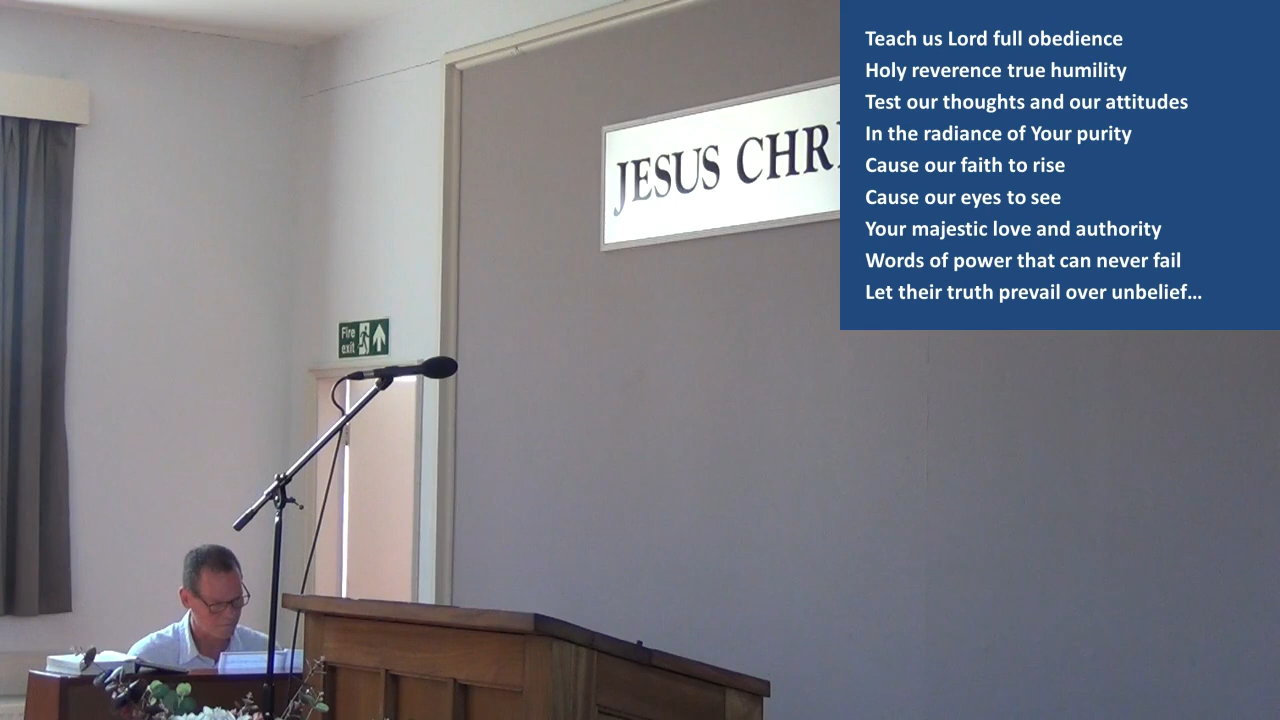 Teach us Lord full obedience
Holy reverence true humility
Test our thoughts and our attitudes
In the radiance of Your purity
Cause our faith to rise
Cause our eyes to see
Your majestic love and authority
Words of power that can never fail
Let their truth prevail over unbelief...
JESUS CHR
Fire
exit